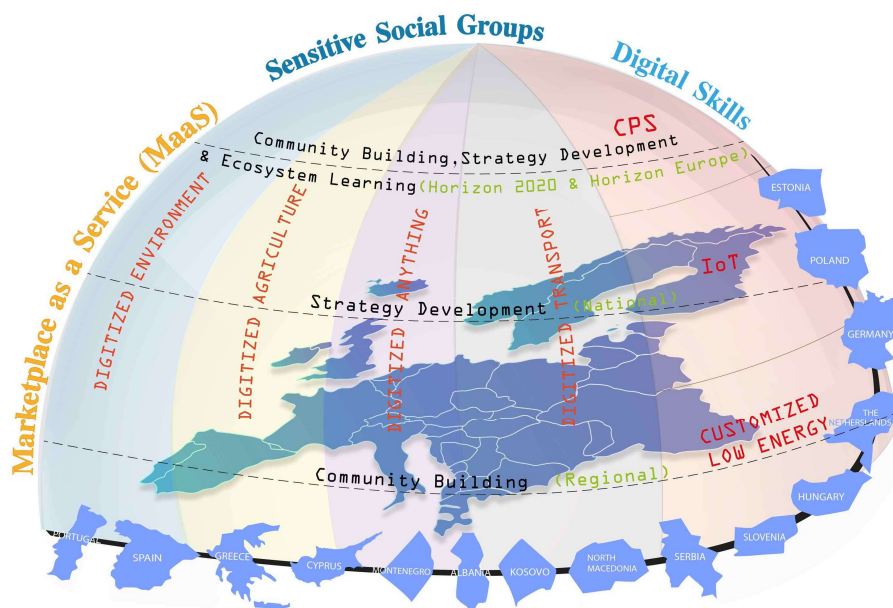 Sensitive Social Groups
Digital Skills
Marketplace as a Service (MaaS)
CPS
Community Building,Strategy Development
& Ecosystem Learning(Horizon 2020 & Horizon Europe)
DIGITIZED ENVIRONMENT
DIGITIZED AGRICULTURE
DIGITIZED ANYTHING
DIGITIZED TRANSPORT
IoT
Strategy Development (National)
CUSTOMIZED
LOW ENERGY
Community Building (Regional)
ESTONIA
POLAND
GERMANY
THE
NETHERSLANDS
HUNGARY
SLOVENIA
SERBIA
NORTH
MACEDONIA
KOSOVO
ALBANIA
MONTENEGRO
CYPRUS
GREECE
SPAIN
PORTUGAL